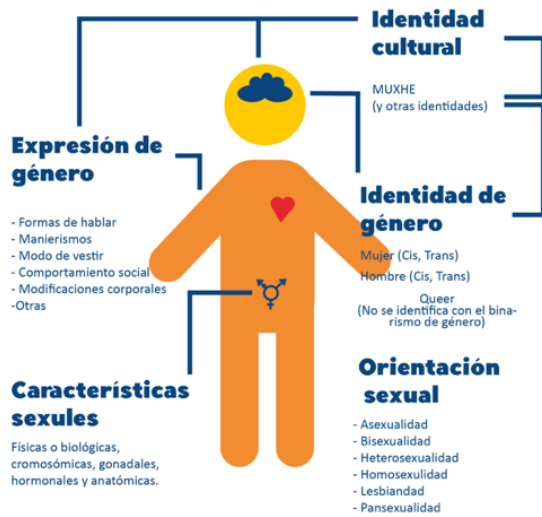 Identidad
cultural
MUXHE
(y otras identidades)
Expresión de
género
- Formas de hablar
- Manierismos
- Modo de vestir
- Comportamiento social
- Modificaciones corporales
-Otras
Identidad de
género
Mujer (Cis, Trans)
Hombre (Cis, Trans)
Queer
(No se identifica con el bina-
rismo de género)
Características
sexules
Físicas o biológicas,
cromosómicas, gonadales,
hormonales y anatómicas.
Orientación
sexual
- Asexualidad
- Bisexualidad
- Heterosexualidad
- Homosexulidad
- Lesbiandad
- Pansexualidad